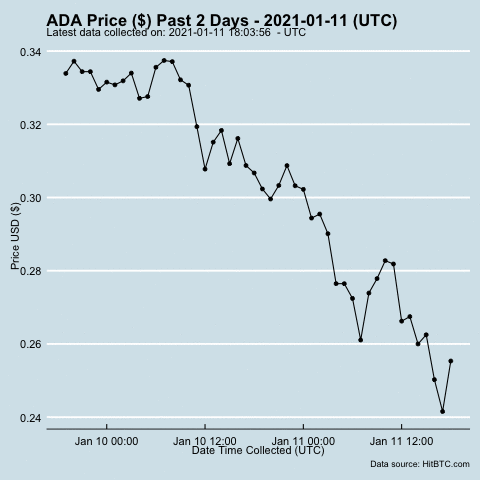 ADA Price ($) Past 2 Days - 2021-01-11 (UTC)
Latest data collected on: 2021-01-11 18:03:56  - UTC
0.34
0.32
0.30
0.28
0.26
0.24
Price USD ($)
Jan 10 00:00 Jan 10 12:00 Jan 11 00:00 Jan 11 12:00
Date Time Collected (UTC)
Data source: HitBTC.com